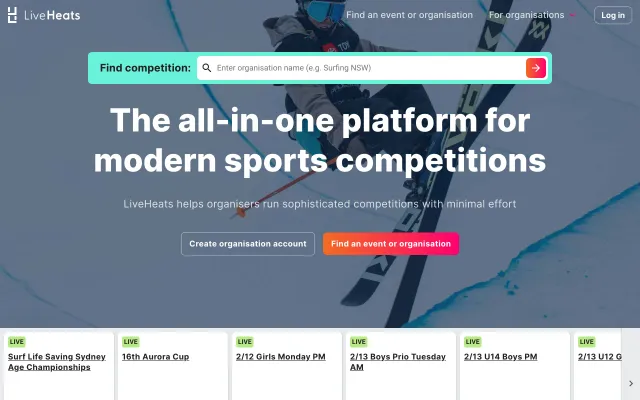 LiveHeats
Find an event or organisation
For organisations
Log in
Find competition:
Enter organisation name (e.g. Surfing NSW)
The all-in-one platform for
modern sports competitions
LiveHeats helps organisers run sophisticated competitions with minimal effort
Create organisation account
Find an event or organisation
LIVE
Surf Life Saving Sydney
Age Championships
LIVE
16th Aurora Cup
LIVE
2/12 Girls Monday PM
LIVE
2/13 Boys Prio Tuesday
AM
LIVE
2/13 U14 Boys PM
LIVE
2/13 U12 G